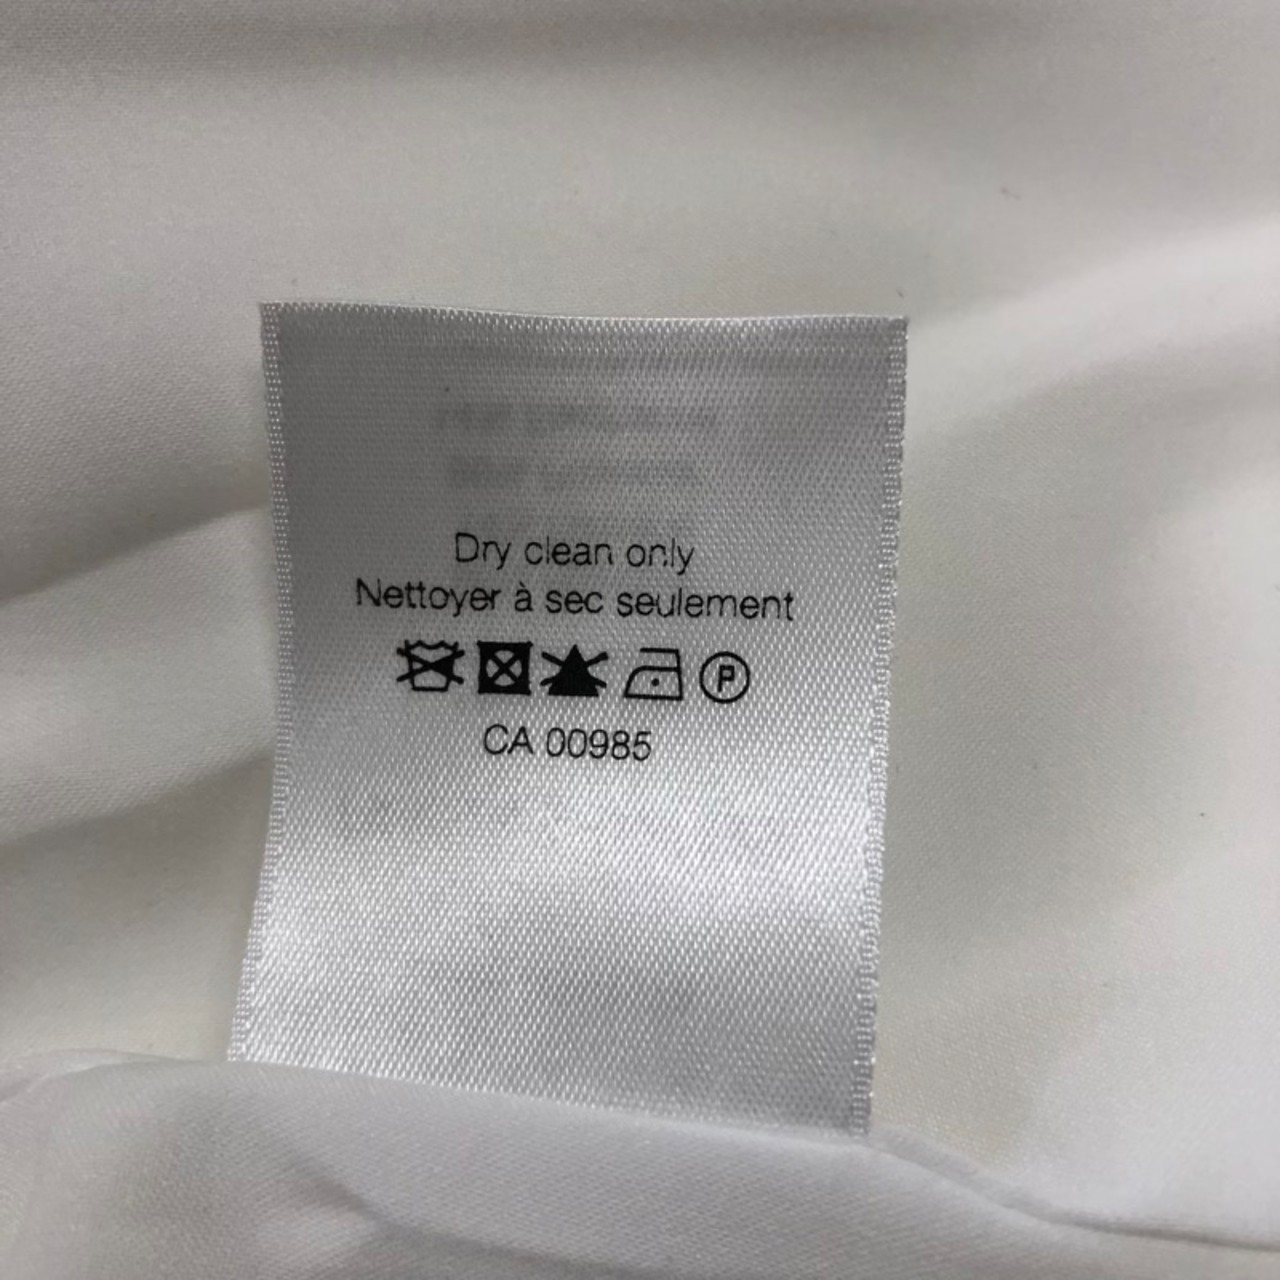 Dry clean only
Nettoyer à sec seulement
P
CA 00985